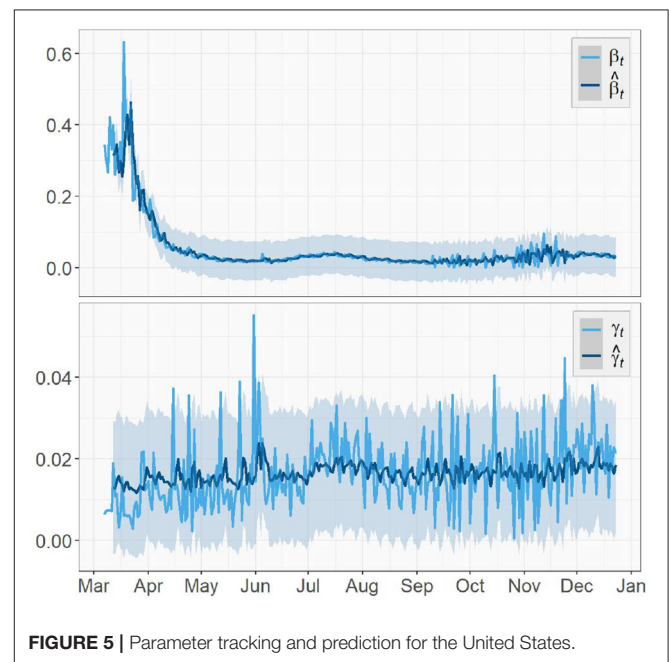 0.6
0.4
0.2
0.0
βt
β̂t
0.04
0.02
0.00
γt
γ̂t
Mar Apr May Jun Jul Aug Sep Oct Nov Dec Jan
FIGURE 5 | Parameter tracking and prediction for the United States.